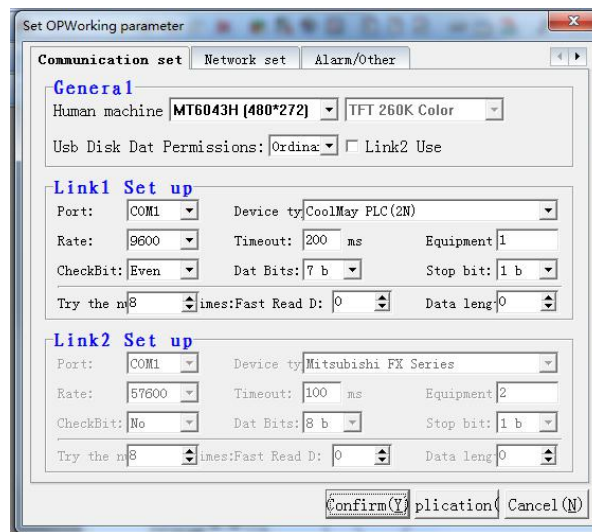 Set OPWorking parameter
Communication set Network set Alarm/Other
General
Human machine MT6043H (480*272) TFT 260K Color
Usb Disk Dat Permissions: Ordina: Link2 Use
Link1 Set up
Port: COM1 Device ty CoolMay PLC(2N)
Rate: 9600 Timeout: 200 ms Equipment 1
CheckBit: Even Dat Bits: 7 b Stop bit: 1 b
Try the n 8 imes: Fast Read D: 0 Data leng 0
Link2 Set up
Port: COM1 Device ty Mitsubishi FX Series
Rate: 57600 Timeout: 100 ms Equipment 2
CheckBit: No Dat Bits: 8 b Stop bit: 1 b
Try the n 8 imes: Fast Read D: 0 Data leng 0
Confirm(Y) plication( Cancel(N)